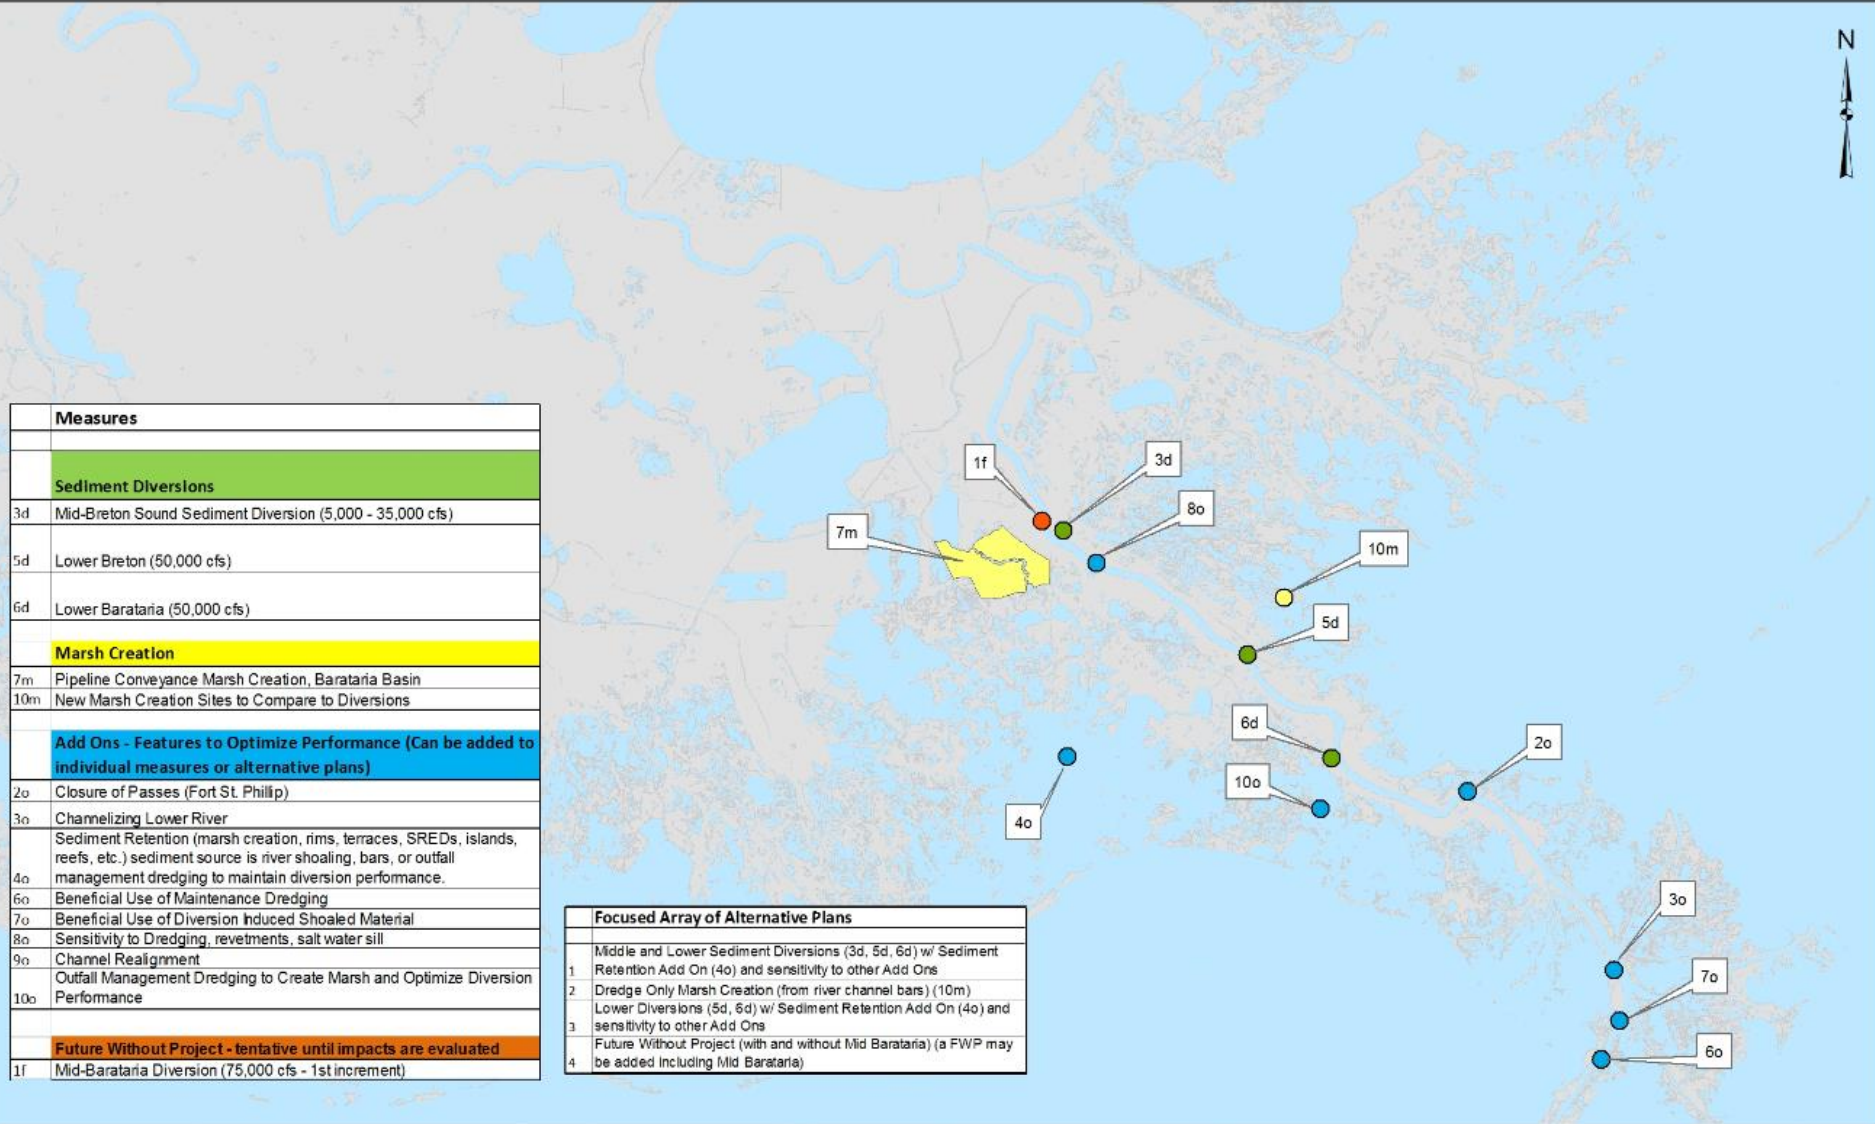 N
1f
3d
8o
7m
10m
5d
6d
2o
10o
4o
3o
7o
6o
Measures
Sediment Diversions
3d Mid-Breton Sound Sediment Diversion (5,000 - 35,000 cfs)
5d Lower Breton (50,000 cfs)
6d Lower Barataria (50,000 cfs)
Marsh Creation
7m Pipeline Conveyance Marsh Creation, Barataria Basin
10m New Marsh Creation Sites to Compare to Diversions
Add Ons - Features to Optimize Performance (Can be added to
individual measures or alternative plans)
2o Closure of Passes (Fort St. Phillip)
3o Channelizing Lower River
Sediment Retention (marsh creation, rims, terraces, SREDs, islands,
reefs, etc.) sediment source is river shoaling, bars, or outfall
4o management dredging to maintain diversion performance.
6o Beneficial Use of Maintenance Dredging
7o Beneficial Use of Diversion Induced Shoaled Material
8o Sensitivity to Dredging, revetments, salt water sill
9o Channel Realignment
Outfall Management Dredging to Create Marsh and Optimize Diversion
10o Performance
Future Without Project - tentative until impacts are evaluated
1f Mid-Barataria Diversion (75,000 cfs - 1st increment)
Focused Array of Alternative Plans
Middle and Lower Sediment Diversions (3d, 5d, 6d) w/ Sediment
1 Retention Add On (4o) and sensitivity to other Add Ons
2 Dredge Only Marsh Creation (from river channel bars) (10m)
Lower Diversions (5d, 6d) w/ Sediment Retention Add On (4o) and
3 sensitivity to other Add Ons
Future Without Project (with and without Mid Barataria) (a FWP may
4 be added including Mid Barataria)